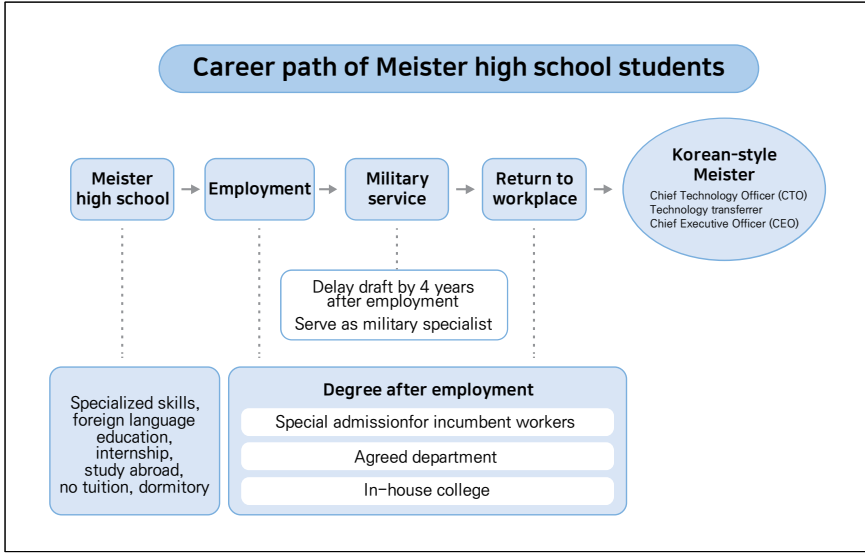 Career path of Meister high school students
Meister
high school
Employment
Military
service
Return to
workplace
Korean-style
Meister
Chief Technology Officer (CTO)
Technology transferrer
Chief Executive Officer (CEO)
Delay draft by 4 years
after employment
Serve as military specialist
Specialized skills,
foreign language
education,
internship,
study abroad,
no tuition, dormitory
Degree after employment
Special admissionfor incumbent workers
Agreed department
In-house college